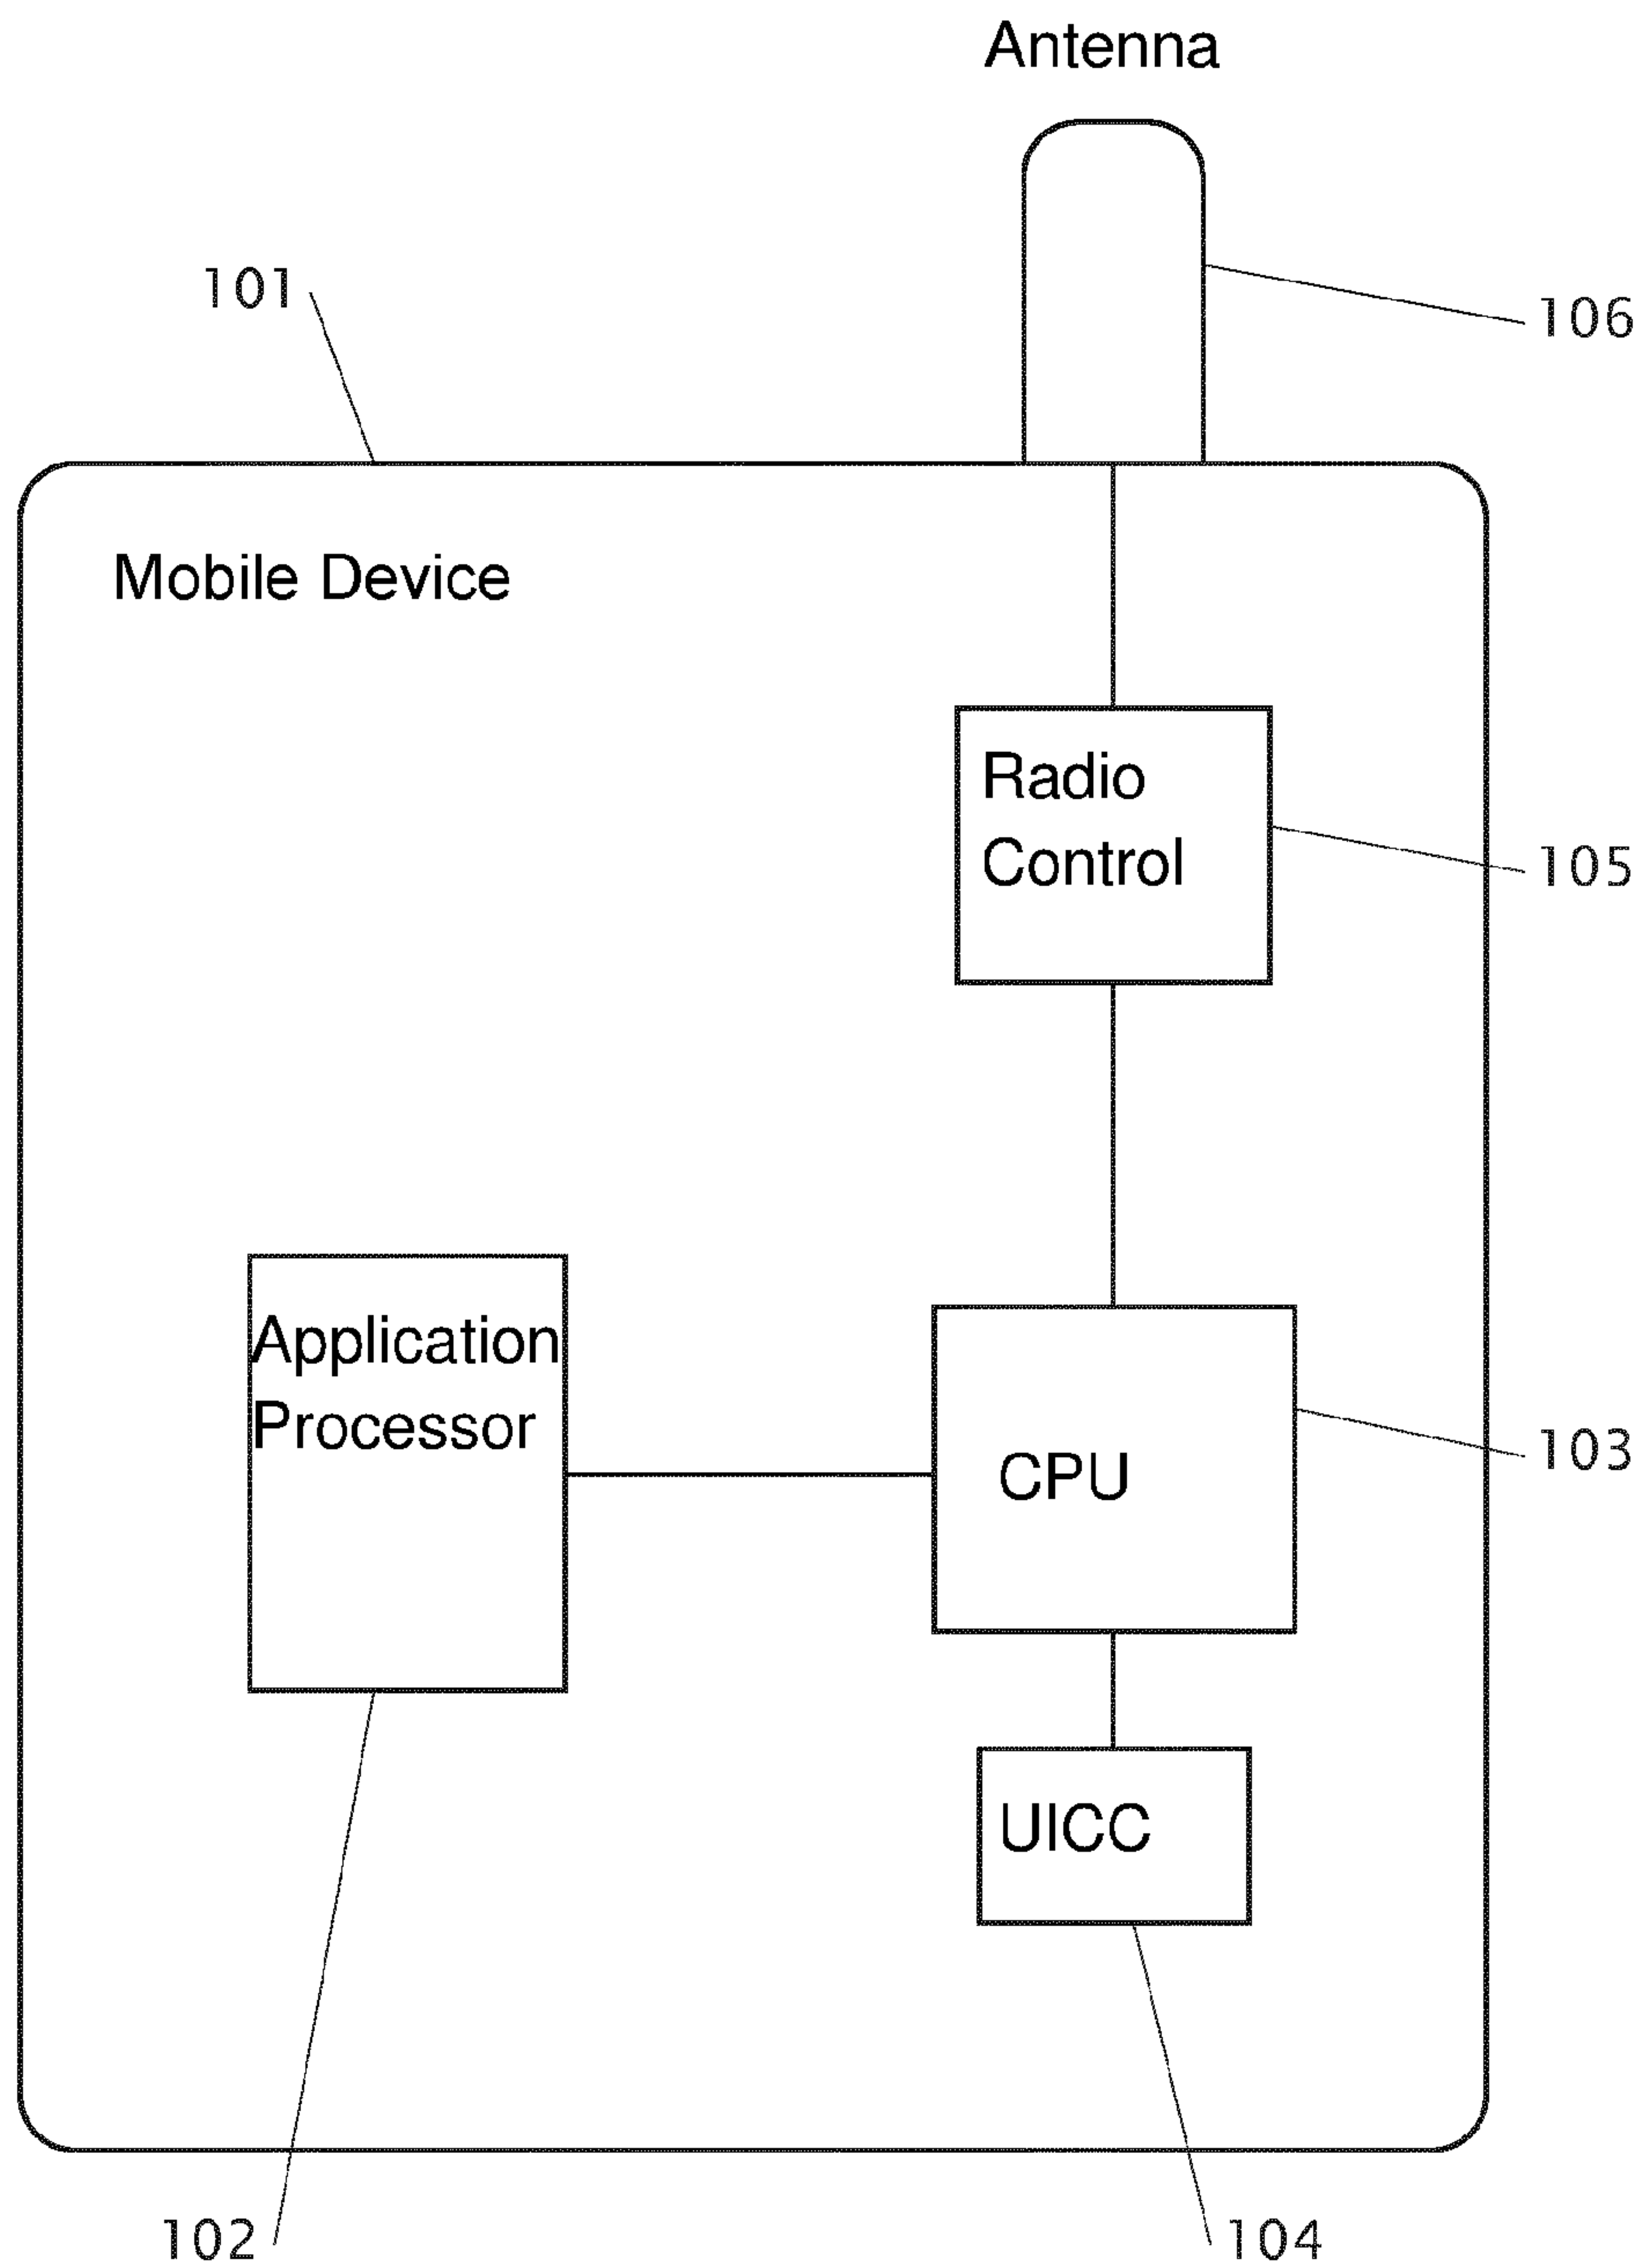 Antenna
101
106
Mobile Device
Radio
Control
105
Application
Processor
CPU
103
UICC
102
104